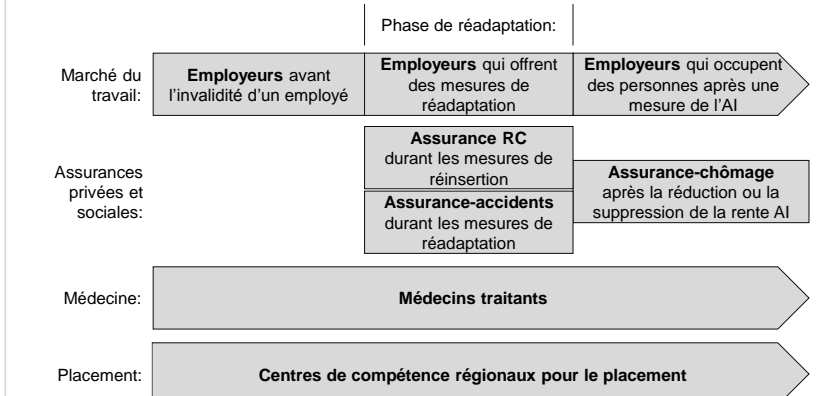 Phase de réadaptation:
Marché du
travail:
Employeurs avant
l'invalidité d'un employé
Employeurs qui offrent
des mesures de
réadaptation
Employeurs qui occupent
des personnes après une
mesure de l'AI
Assurances
privées et
sociales:
Assurance RC
durant les mesures de
réinsertion
Assurance-accidents
durant les mesures de
réadaptation
Assurance-chômage
après la réduction ou la
suppression de la rente AI
Médecine:
Médecins traitants
Placement:
Centres de compétence régionaux pour le placement